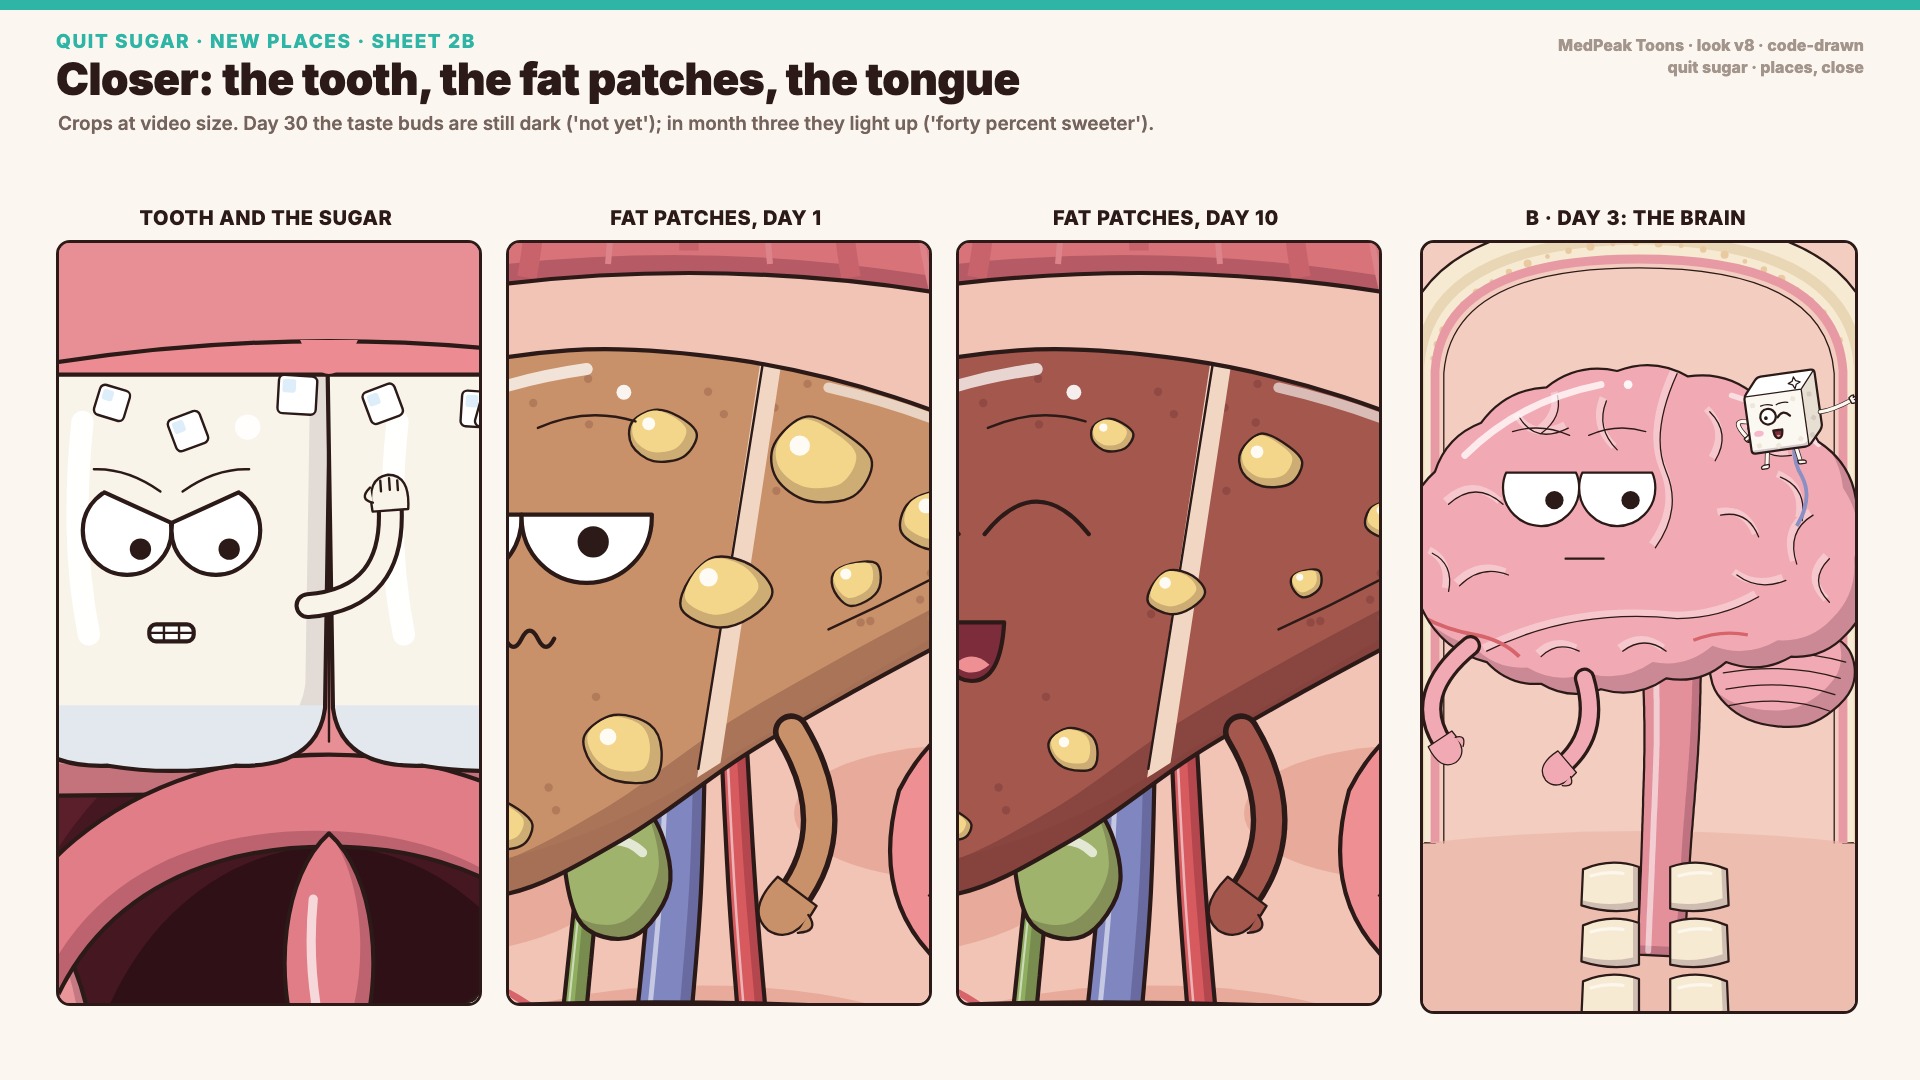 QUIT SUGAR · NEW PLACES · SHEET 2B
Closer: the tooth, the fat patches, the tongue
Crops at video size. Day 30 the taste buds are still dark ('not yet'); in month three they light up ('forty percent sweeter').
MedPeak Toons · look v8 · code-drawn
quit sugar · places, close
TOOTH AND THE SUGAR
FAT PATCHES, DAY 1
FAT PATCHES, DAY 10
B · DAY 3: THE BRAIN